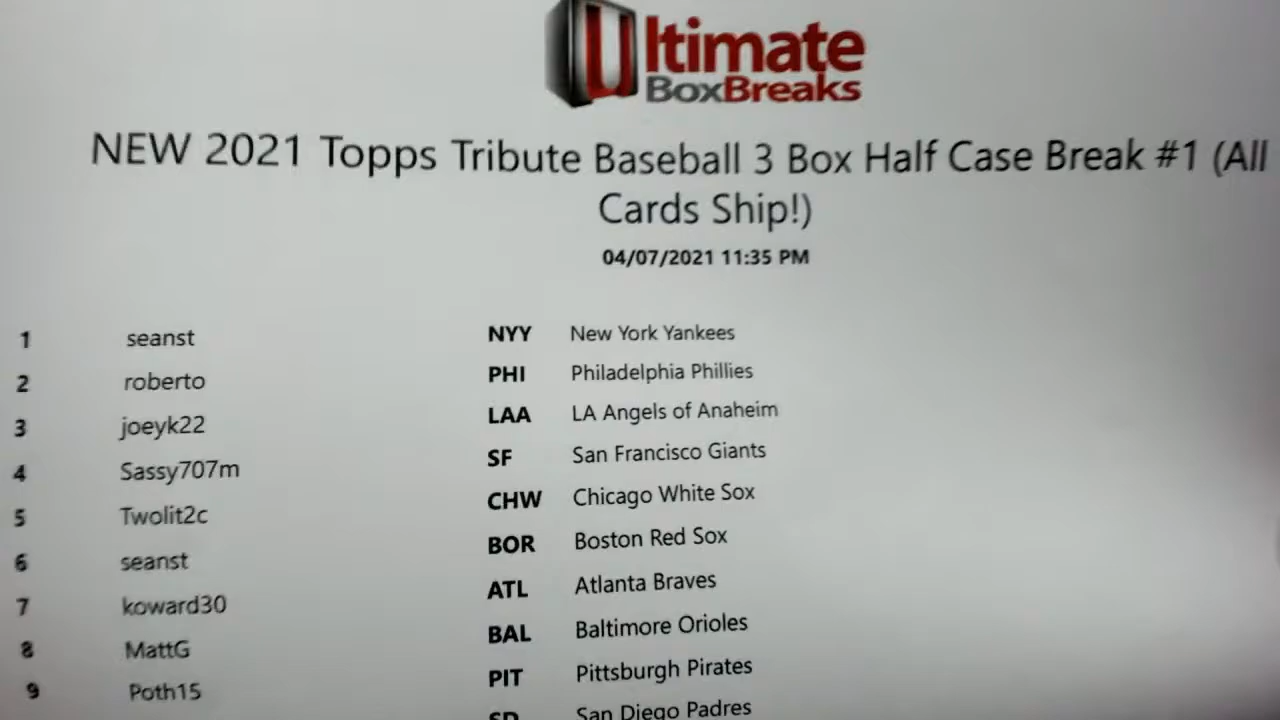 Ultimate
BoxBreaks
NEW 2021 Topps Tribute Baseball 3 Box Half Case Break #1 (All
Cards Ship!)
04/07/2021 11:35 PM
1 seanst NYY New York Yankees
2 roberto PHI Philadelphia Phillies
3 joeyk22 LAA LA Angels of Anaheim
4 Sassy707m SF San Francisco Giants
5 Twolit2c CHW Chicago White Sox
6 seanst BOR Boston Red Sox
7 koward30 ATL Atlanta Braves
8 MattG BAL Baltimore Orioles
9 Poth15 PIT Pittsburgh Pirates
SD San Diego Padres